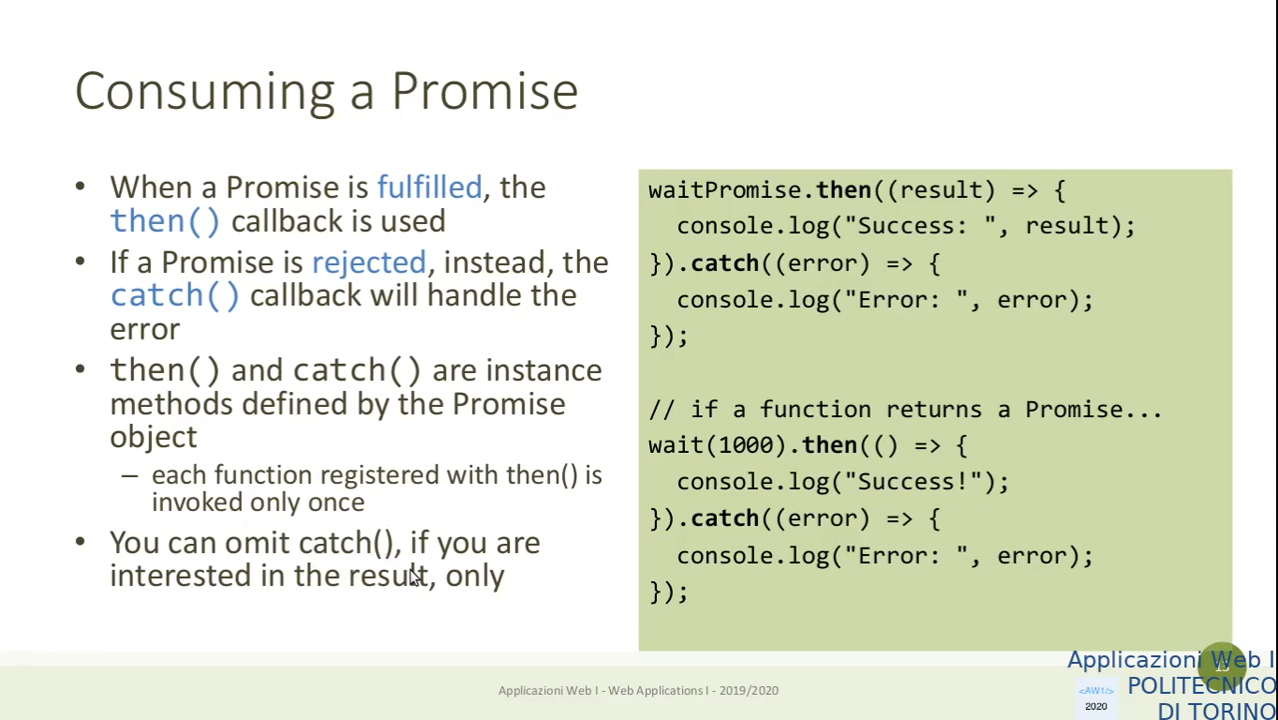 Consuming a Promise
• When a Promise is fulfilled, the
then() callback is used
• If a Promise is rejected, instead, the
catch() callback will handle the
error
• then() and catch() are instance
methods defined by the Promise
object
– each function registered with then() is
invoked only once
• You can omit catch(), if you are
interested in the result, only
waitPromise.then((result) => {
  console.log("Success: ", result);
}).catch((error) => {
  console.log("Error: ", error);
});
// if a function returns a Promise...
wait(1000).then(() => {
  console.log("Success!");
}).catch((error) => {
  console.log("Error: ", error);
});
Applicazioni Web I - Web Applications I - 2019/2020
Applicazioni Web I
POLITECNICO
DI TORINO
<AW1/>
2020